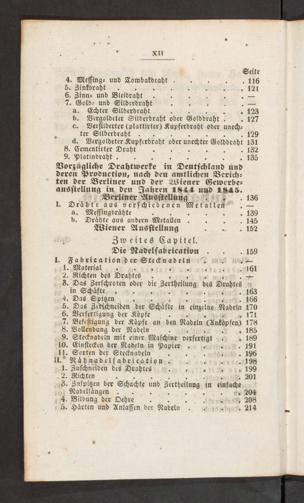 XII
Seite
4. Messing- und Tombakdraht . . . . . 116
5. Zinkdraht . . . . . 121
6. Zinn- und Bleidraht . . . . . —
7. Gold- und Silberdraht . . . . . —
a. Echter Silberdraht . . . . . 123
b. Vergoldeter Silberdraht oder Golddraht . . . 127
c. Versilberter (plattirter) Kupferdraht oder unech-
ter Silberdraht . . . . . 129
d. Vergoldeter Kupferdraht oder unechter Golddraht 131
8. Cementirter Draht . . . . . 132
9. Platindraht . . . . . 135
Vorzügliche Drahtwerke in Deutschland und
deren Production, nach den amtlichen Berich-
ten der Berliner und der Wiener Gewerbe-
ausstellung in den Jahren 1844 und 1845.
Berliner Ausstellung . . . . . 136
1. Drähte aus verschiedenen Metallen —
a. Messingdrähte . . . . . 139
b. Drähte aus andern Metallen . . . . . 145
Wiener Ausstellung . . . . . 152
Zweites Capitel.
Die Nadelfabrication . . . . . 159
I. Fabrication der Stecknadeln . . . . . —
1. Material . . . . . 161
2. Richten des Drahtes . . . . . —
3. Das Zerschroten oder die Zertheilung des Drahtes
in Schäfte . . . . . 163
4. Das Spitzen . . . . . 166
5. Das Zerschneiden der Schäfte in einzelne Nadeln 170
6. Verfertigung der Köpfe . . . . . 171
7. Befestigung der Köpfe an den Nadeln (Anköpfen) 178
8. Vollendung der Nadeln . . . . . 185
9. Stecknadeln mit einer Maschine verfertigt . . 189
10. Einstecken der Nadeln in Papier . . . . . 191
11. Sorten der Stecknadeln . . . . . 196
II. Nähnadelfabrication . . . . . 198
1. Zuschneiden des Drahtes . . . . . 199
2. Richten . . . . . 201
3. Zuspitzen der Schachte und Zertheilung in einfache
Nadellängen . . . . . 204
4. Bildung der Oehre . . . . . 208
5. Härten und Anlassen der Nadeln . . . . . 214